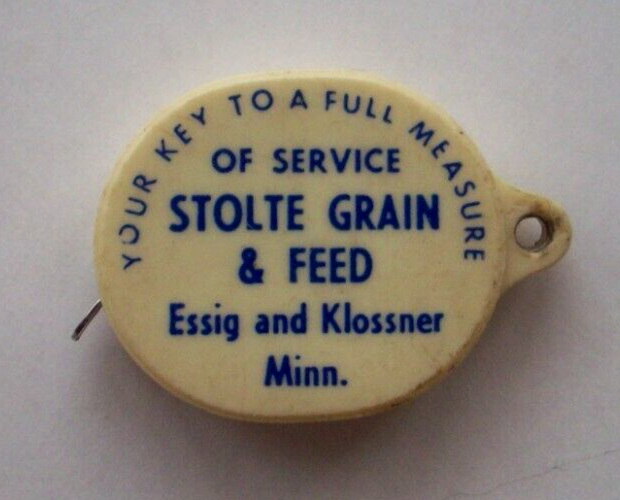 YOUR KEY TO A FULL MEASURE
OF SERVICE
STOLTE GRAIN
& FEED
Essig and Klossner
Minn.